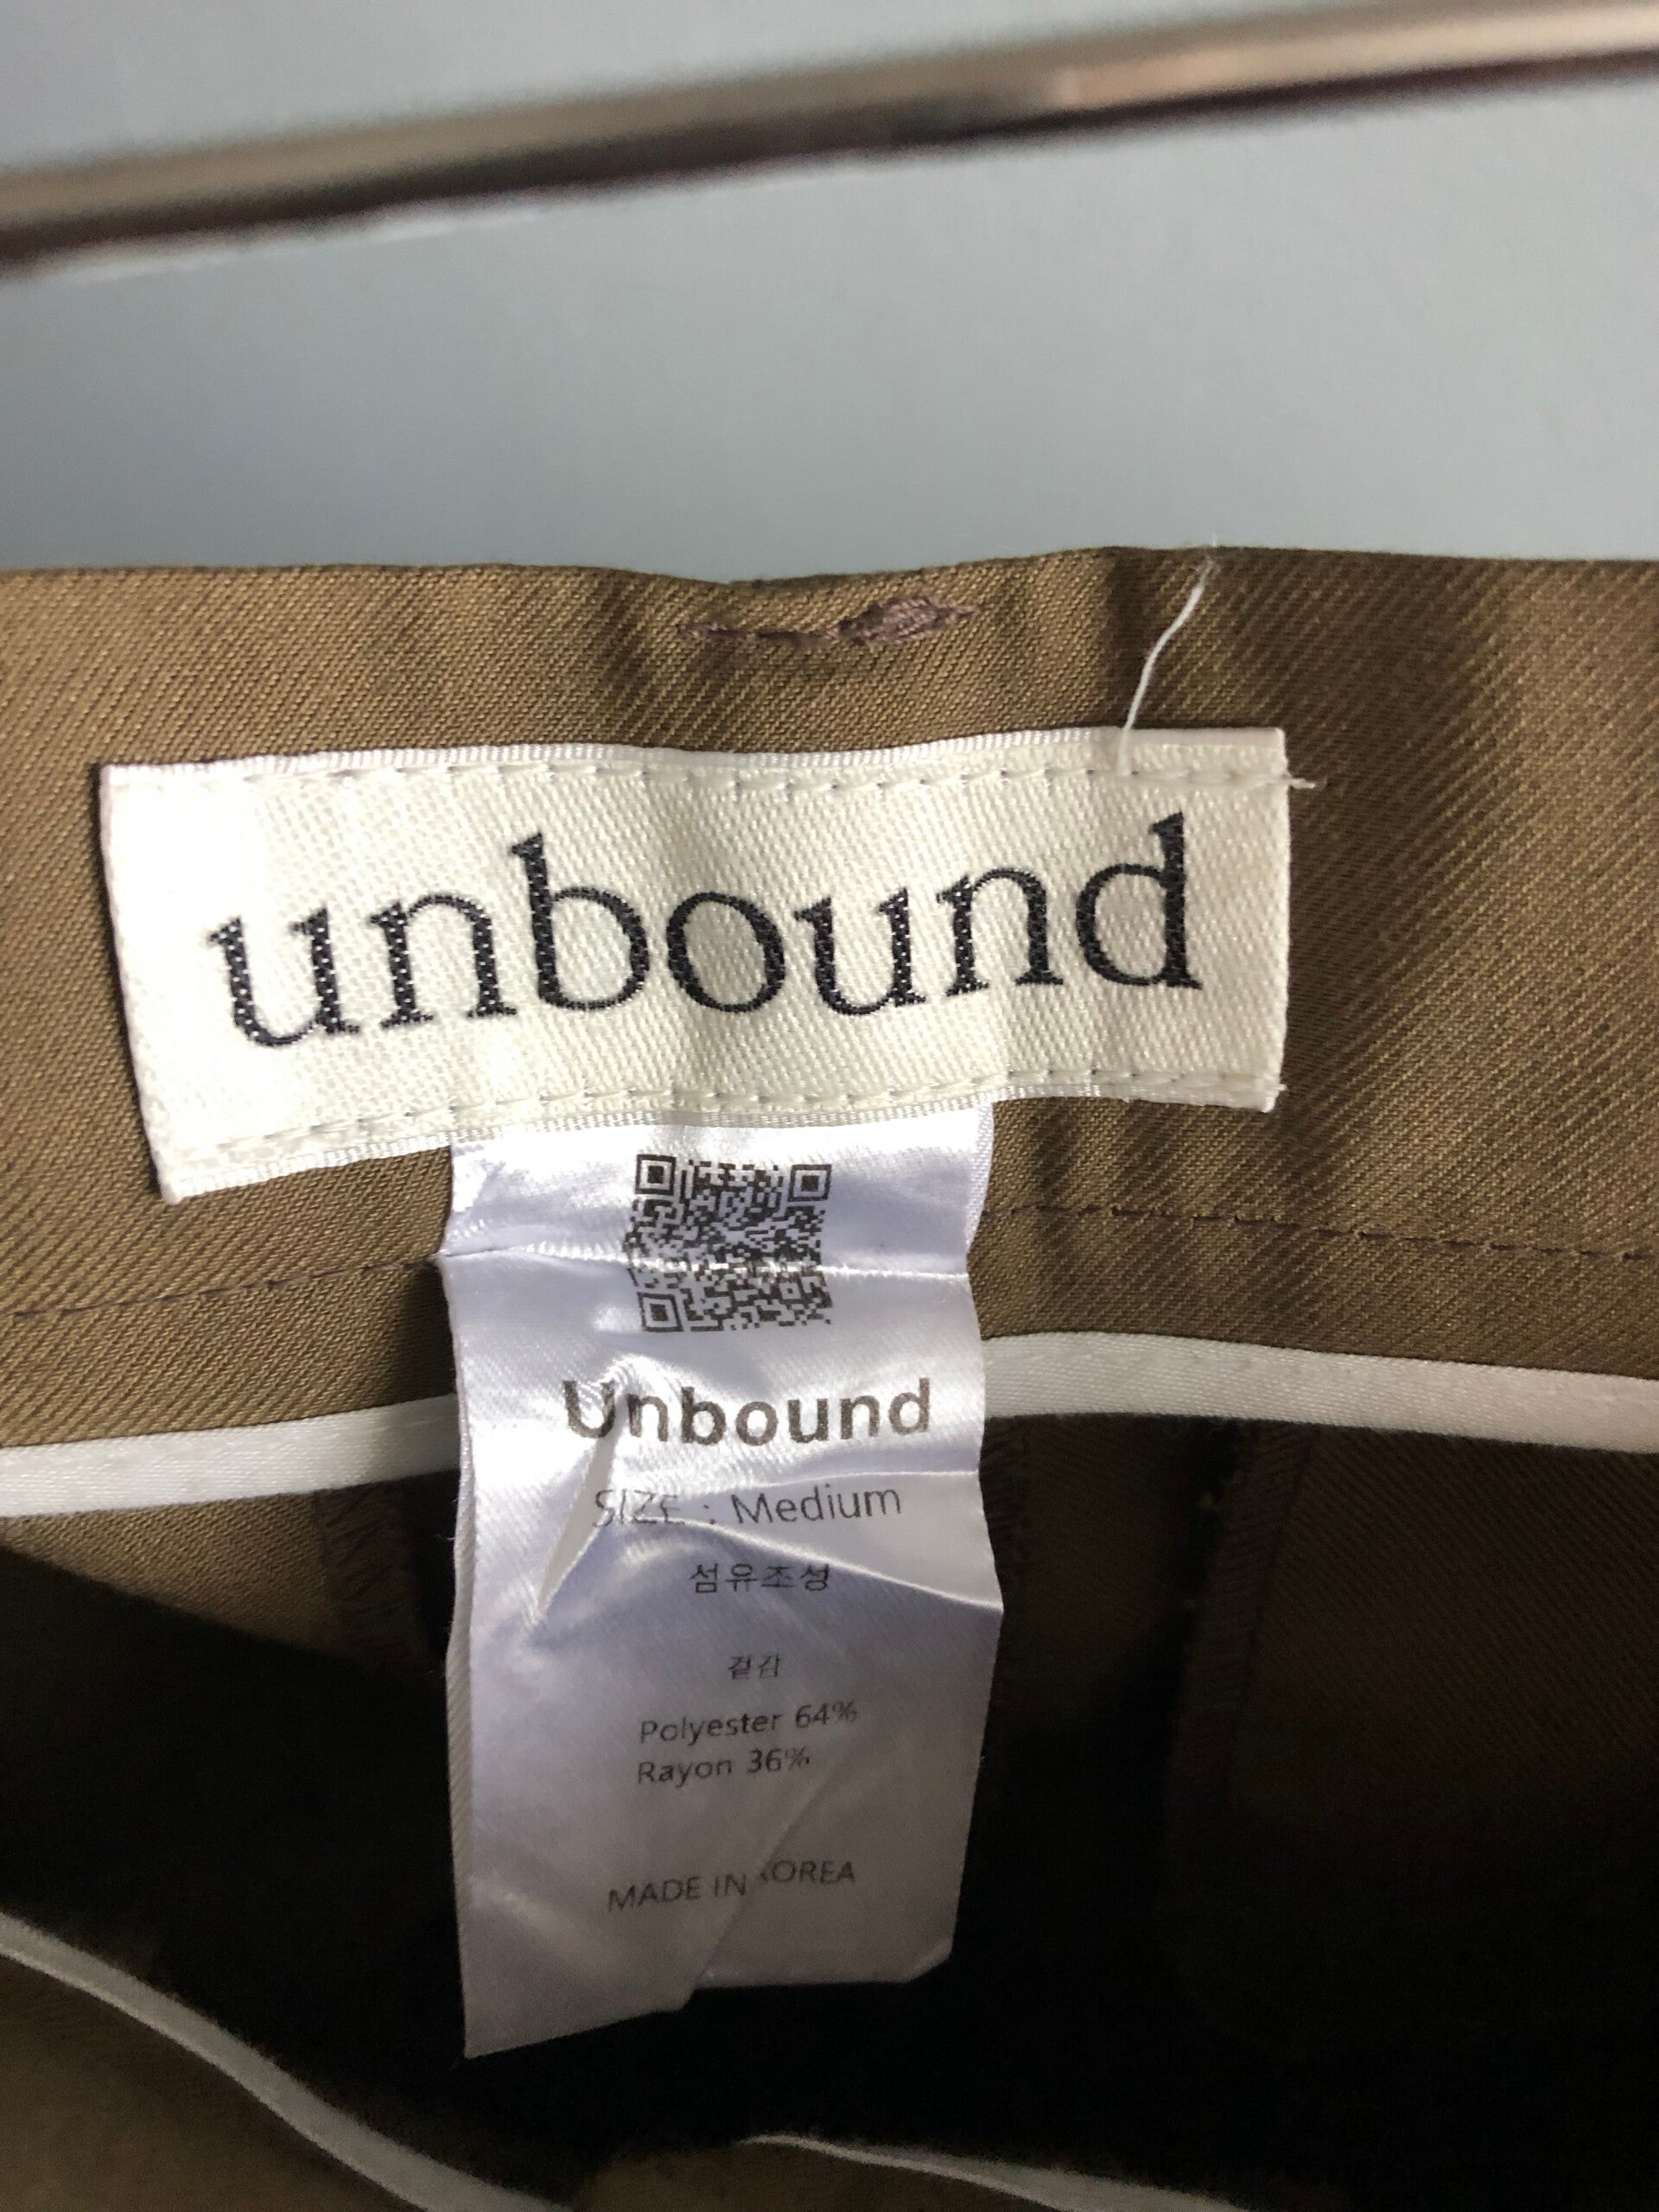 unbound
Unbound
SIZE : Medium
섬유조성
겉감
Polyester 64%
Rayon 36%
MADE IN KOREA